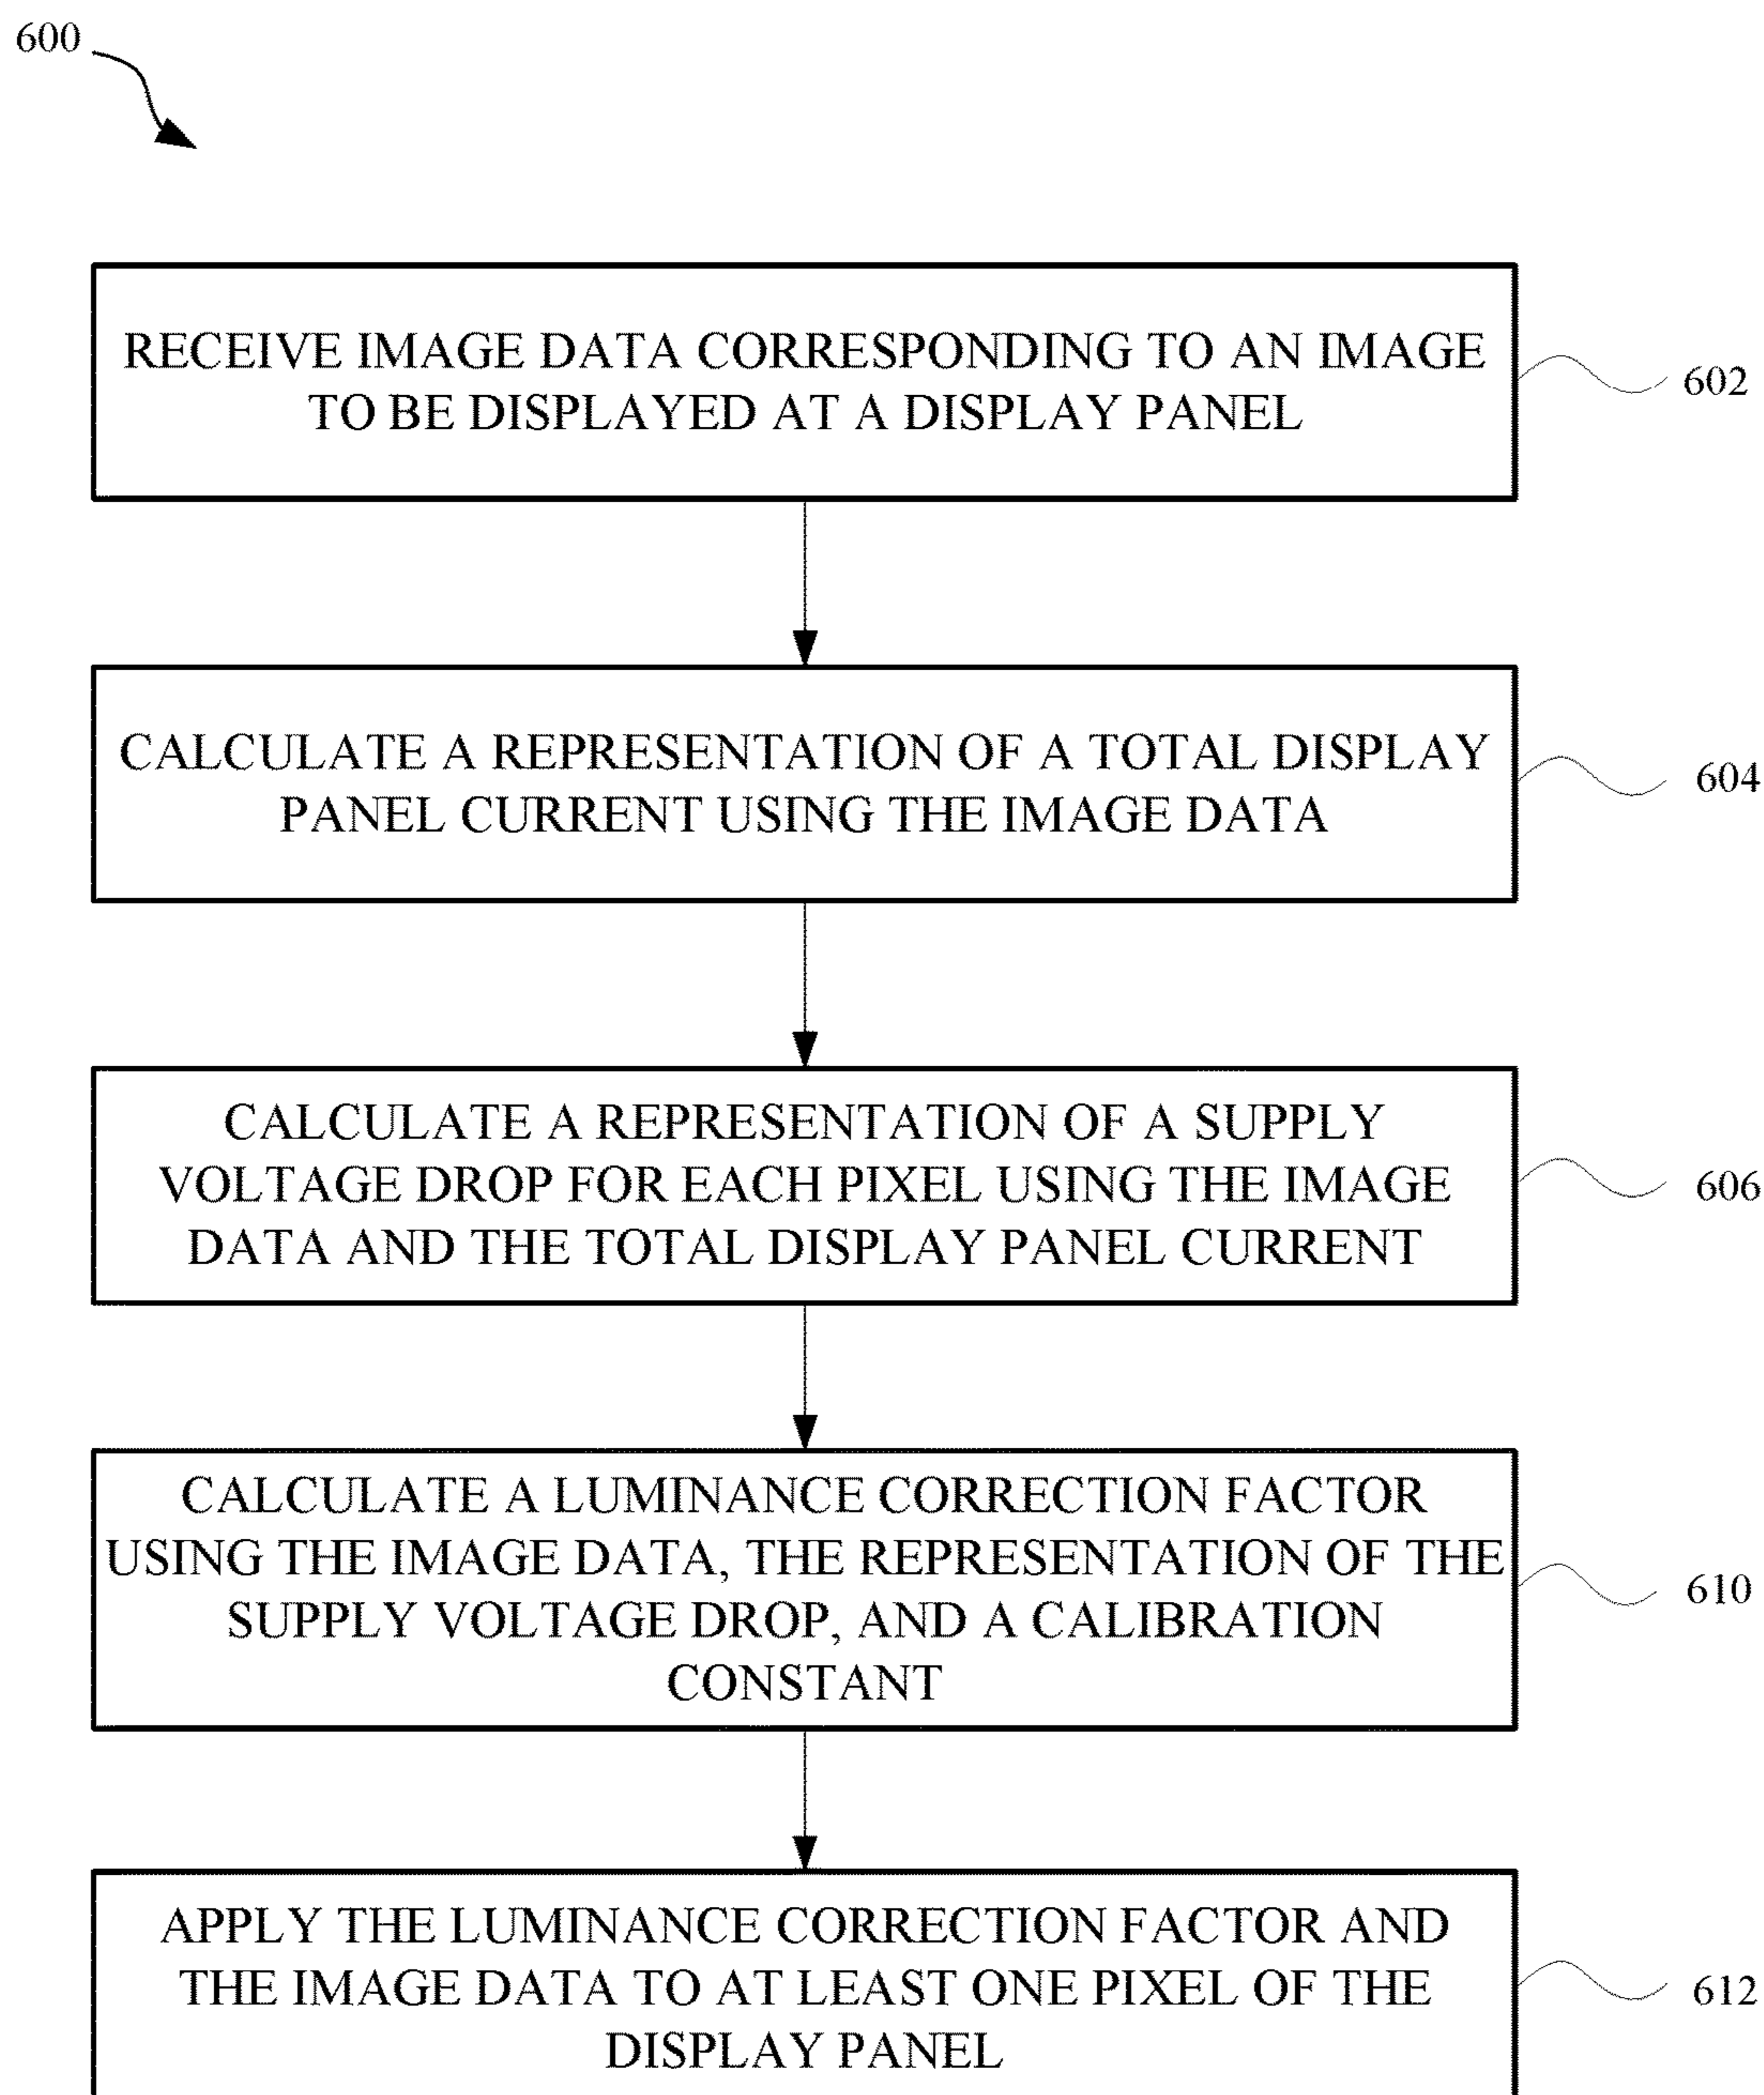 600
RECEIVE IMAGE DATA CORRESPONDING TO AN IMAGE
TO BE DISPLAYED AT A DISPLAY PANEL
602
CALCULATE A REPRESENTATION OF A TOTAL DISPLAY
PANEL CURRENT USING THE IMAGE DATA
604
CALCULATE A REPRESENTATION OF A SUPPLY
VOLTAGE DROP FOR EACH PIXEL USING THE IMAGE
DATA AND THE TOTAL DISPLAY PANEL CURRENT
606
CALCULATE A LUMINANCE CORRECTION FACTOR
USING THE IMAGE DATA, THE REPRESENTATION OF THE
SUPPLY VOLTAGE DROP, AND A CALIBRATION
CONSTANT
610
APPLY THE LUMINANCE CORRECTION FACTOR AND
THE IMAGE DATA TO AT LEAST ONE PIXEL OF THE
DISPLAY PANEL
612